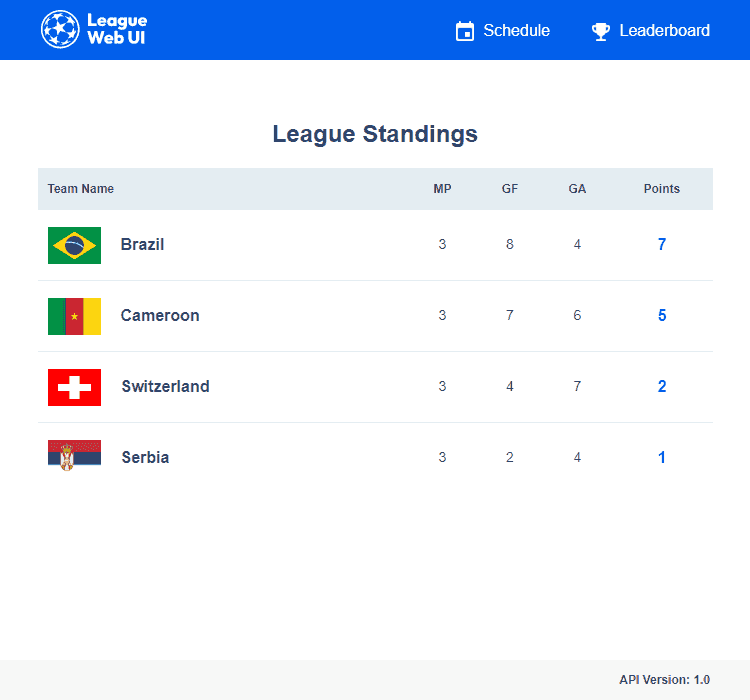 League
Web UI
Schedule
Leaderboard
League Standings
Team Name MP GF GA Points
Brazil 3 8 4 7
Cameroon 3 7 6 5
Switzerland 3 4 7 2
Serbia 3 2 4 1
API Version: 1.0